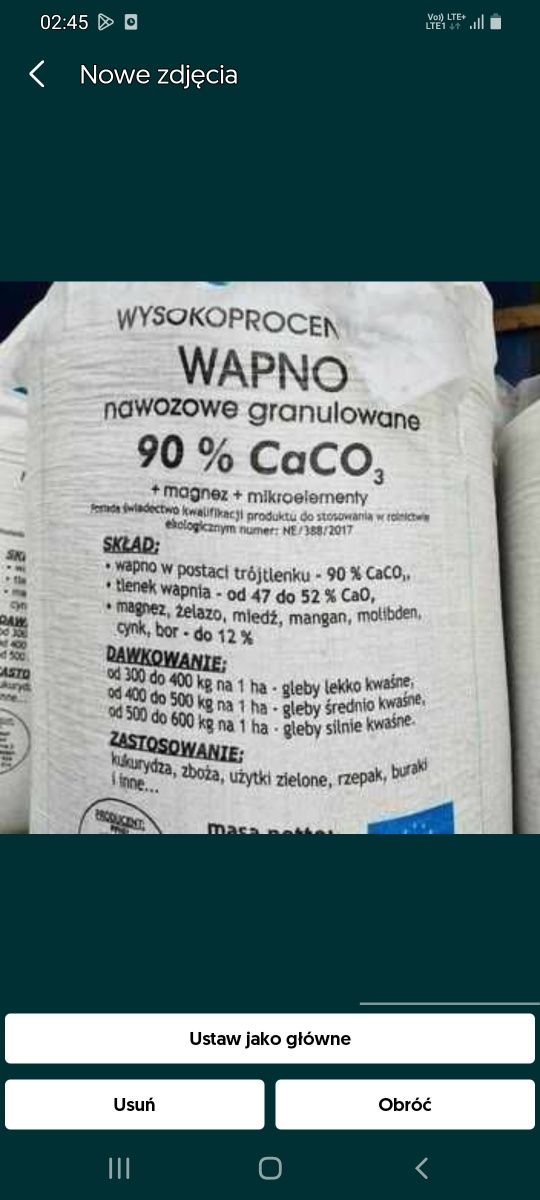 02:45
Vo)) LTE+
LTE1
Nowe zdjęcia
WYSOKOPROCEN
WAPNO
nawozowe granulowane
90 % CaCO3
+ magnez + mikroelementy
Posiada świadectwo kwalifikacji produktu do stosowania w rolnictwie
ekologicznym numer: NE/388/2017
SKŁAD:
• wapno w postaci trójtlenku - 90 % CaCO3,
• tlenek wapnia - od 47 do 52 % CaO,
• magnez, żelazo, miedź, mangan, molibden,
cynk, bor - do 12 %
DAWKOWANIE:
od 300 do 400 kg na 1 ha - gleby lekko kwaśne,
od 400 do 500 kg na 1 ha - gleby średnio kwaśne,
od 500 do 600 kg na 1 ha - gleby silnie kwaśne.
ZASTOSOWANIE:
kukurydza, zboża, użytki zielone, rzepak, buraki
i inne...
PRODUCENT:
masa netto:
Ustaw jako główne
Usuń
Obróć